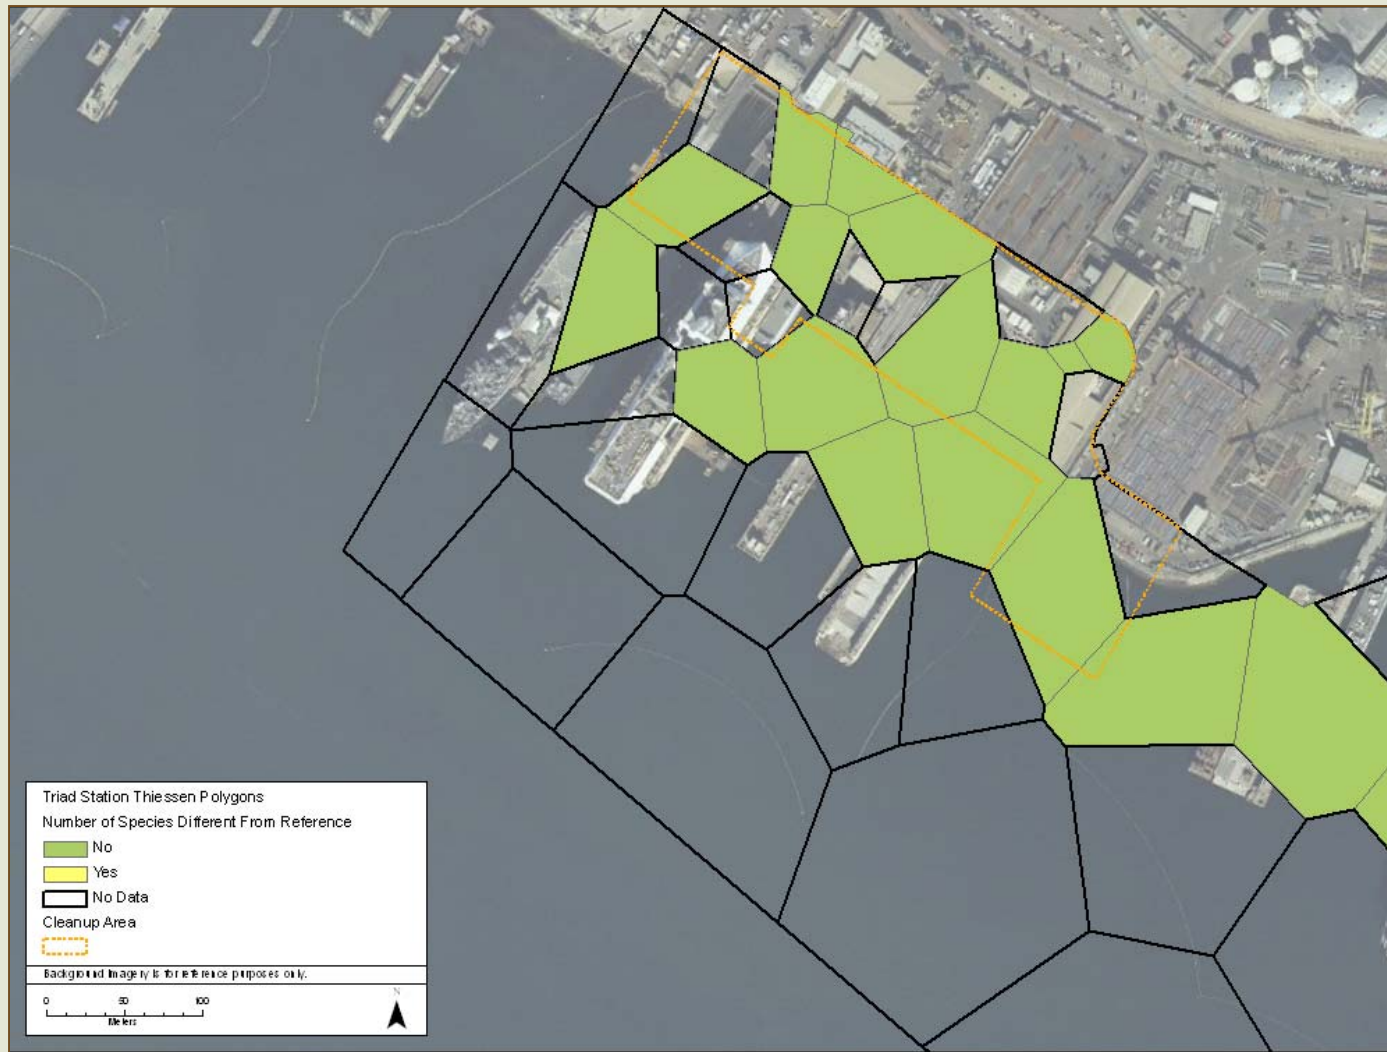 Triad Station Thiessen Polygons
Number of Species Different From Reference
No
Yes
No Data
Cleanup Area
Background Imagery is for reference purposes only.
0 50 100
Meters
N